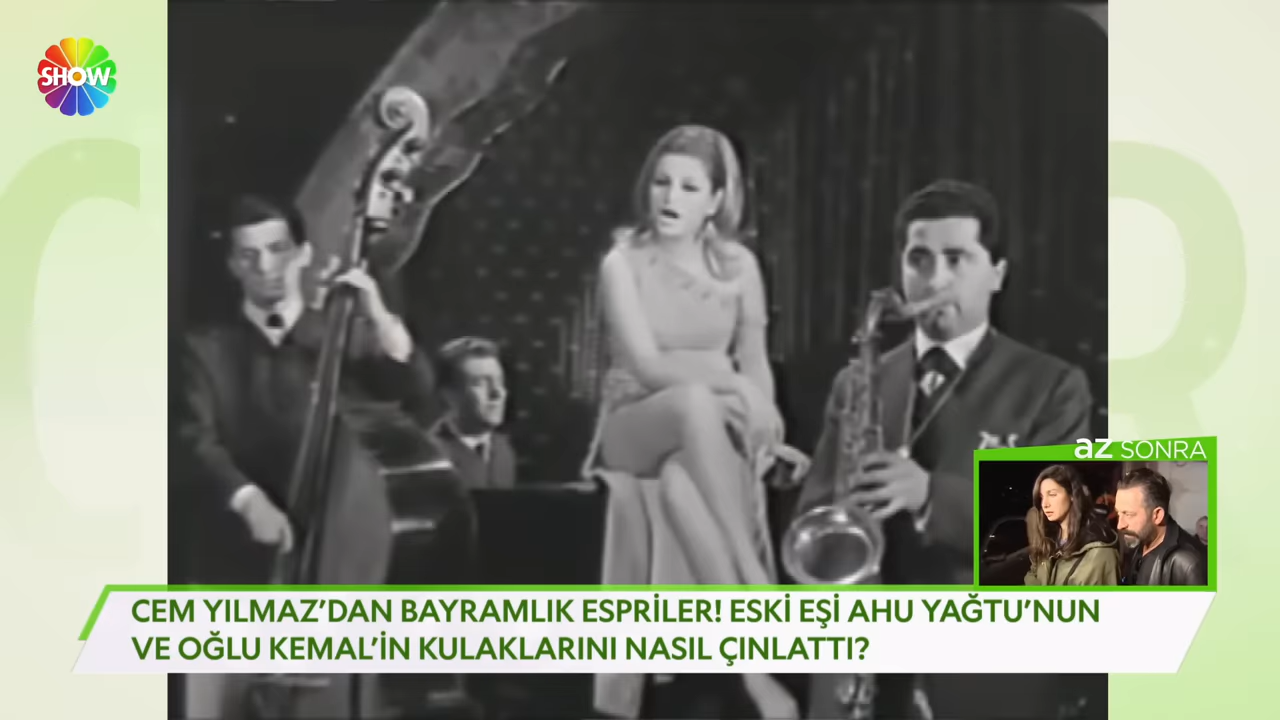 SHOW
az SONRA
CEM YILMAZ'DAN BAYRAMLIK ESPRİLER! ESKİ EŞİ AHU YAĞTU'NUN
VE OĞLU KEMAL'İN KULAKLARINI NASIL ÇINLATTI?